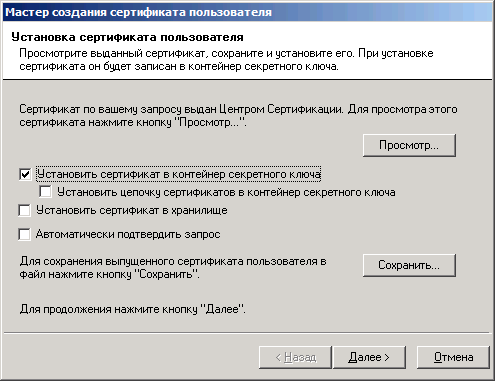 Мастер создания сертификата пользователя
Установка сертификата пользователя
Просмотрите выданный сертификат, сохраните и установите его. При установке
сертификата он будет записан в контейнер секретного ключа.
Сертификат по вашему запросу выдан Центром Сертификации. Для просмотра этого
сертификата нажмите кнопку "Просмотр...".
Просмотр...
Установить сертификат в контейнер секретного ключа
Установить цепочку сертификатов в контейнер секретного ключа
Установить сертификат в хранилище
Автоматически подтвердить запрос
Для сохранения выпущенного сертификата пользователя в
файл нажмите кнопку "Сохранить".
Сохранить...
Для продолжения нажмите кнопку "Далее".
< Назад
Далее >
Отмена